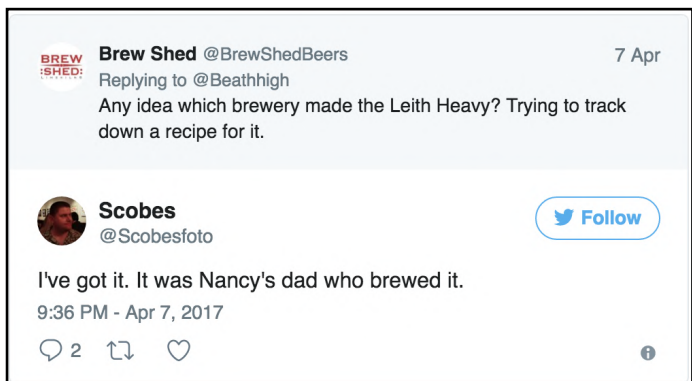 BREW
:SHED:
Brew Shed @BrewShedBeers
7 Apr
Replying to @Beathhigh
Any idea which brewery made the Leith Heavy? Trying to track
down a recipe for it.
Scobes
@Scobesfoto
Follow
I've got it. It was Nancy's dad who brewed it.
9:36 PM - Apr 7, 2017
2